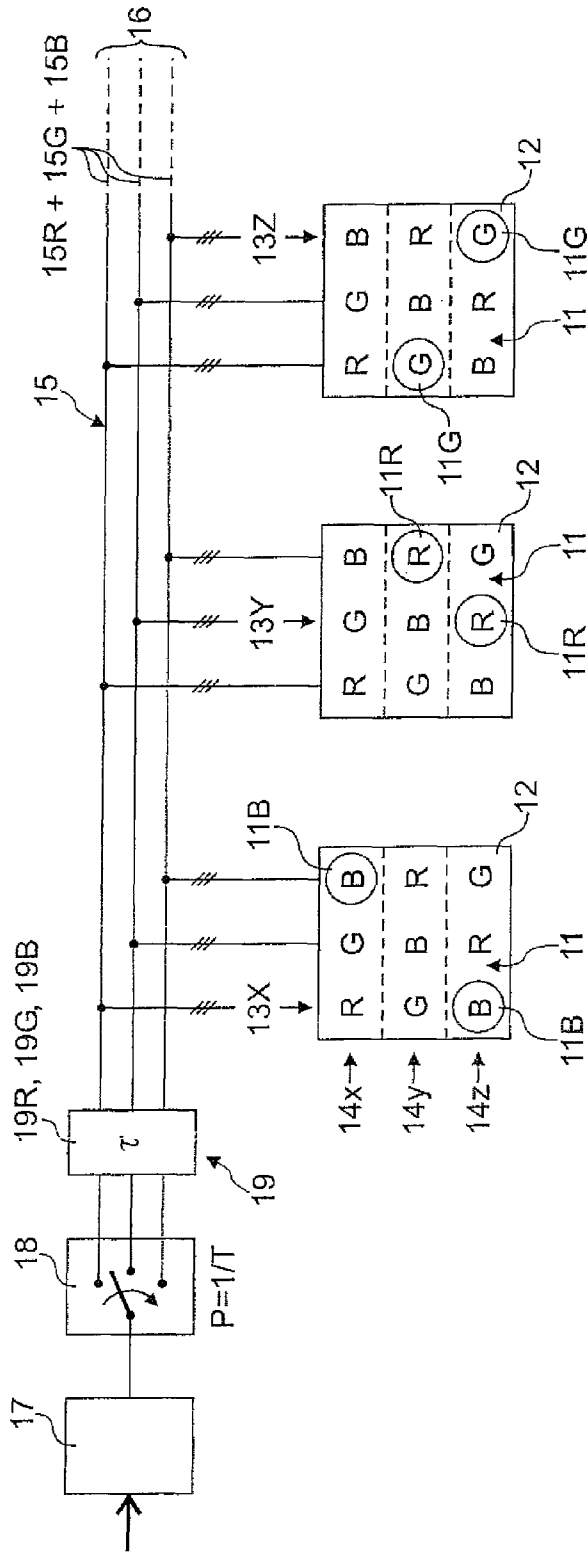 17
18
P=1/T
19R, 19G, 19B
τ
19
15
15R + 15G + 15B
16
13X
13Y
13Z
14x
14y
14z
11B
R G B
G B R
B R G
12
11B
11
R G B
G B R
B R G
11R
12
11
11R
R G B
G B R
B R G
11G
12
11
11G